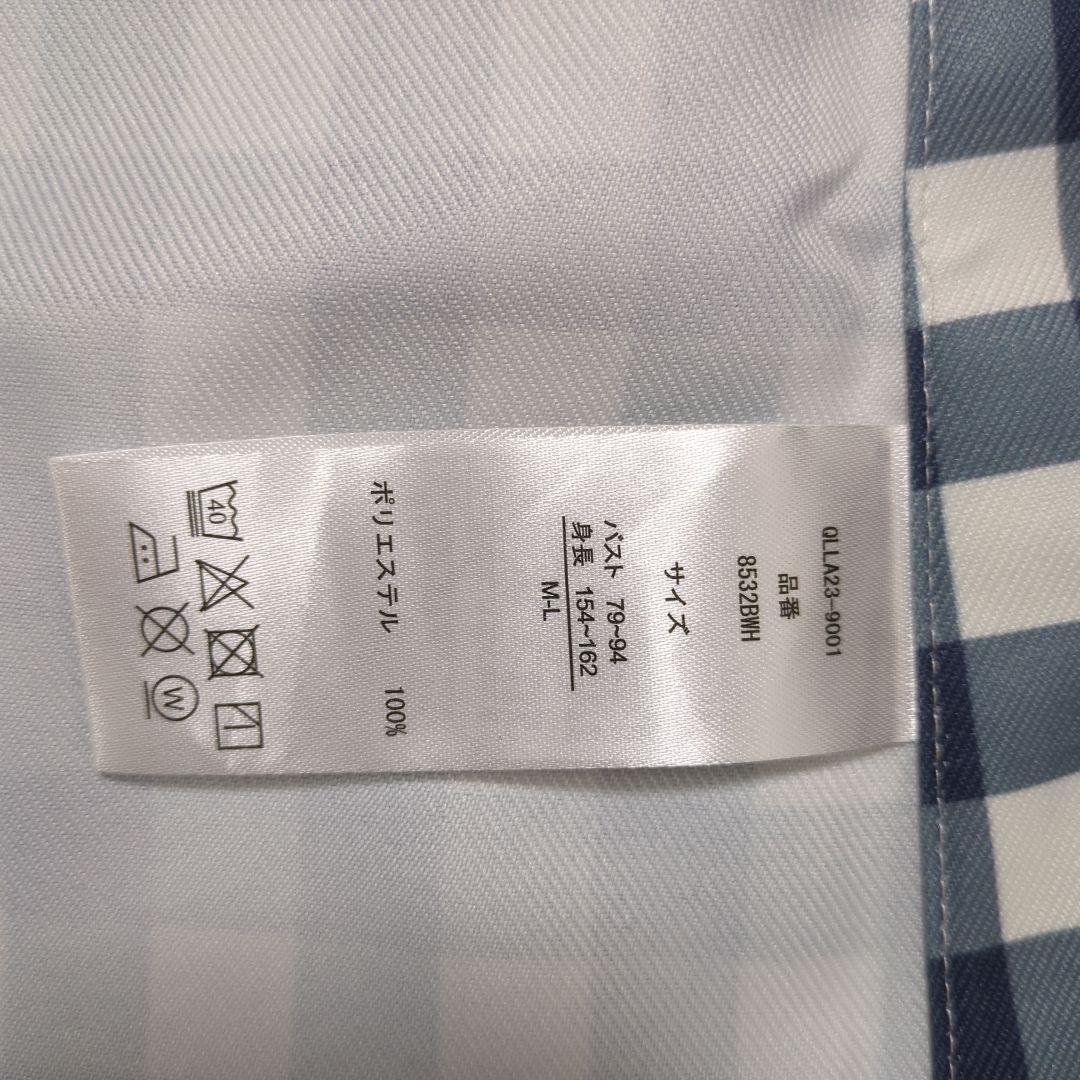 QLLA23-9001
品番
8532BWH
サイズ
バスト 79~94
身長 154~162
M-L
ポリエステル 100%
40
W